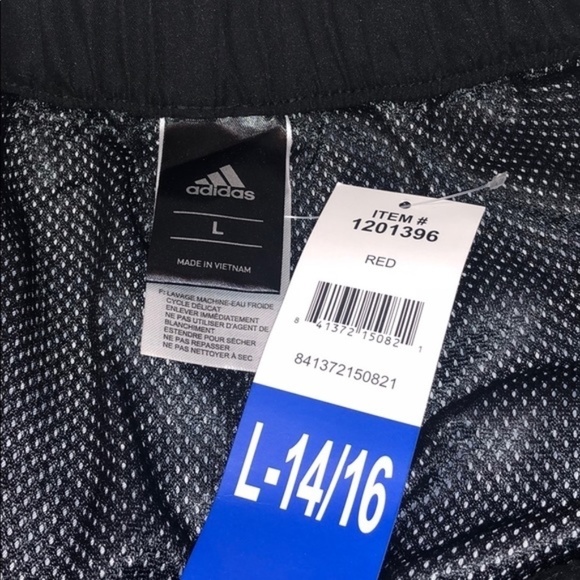 adidas
L
MADE IN VIETNAM
F: LAVAGE MACHINE-EAU FROIDE
CYCLE DÉLICAT
ENLEVER IMMÉDIATEMENT
NE PAS UTILISER D'AGENT DE
BLANCHIMENT
ESTENDRE POUR SÉCHER
NE PAS REPASSER
NE PAS NETTOYER À SEC
ITEM #
1201396
RED
8 41372 15082 1
841372150821
L-14/16